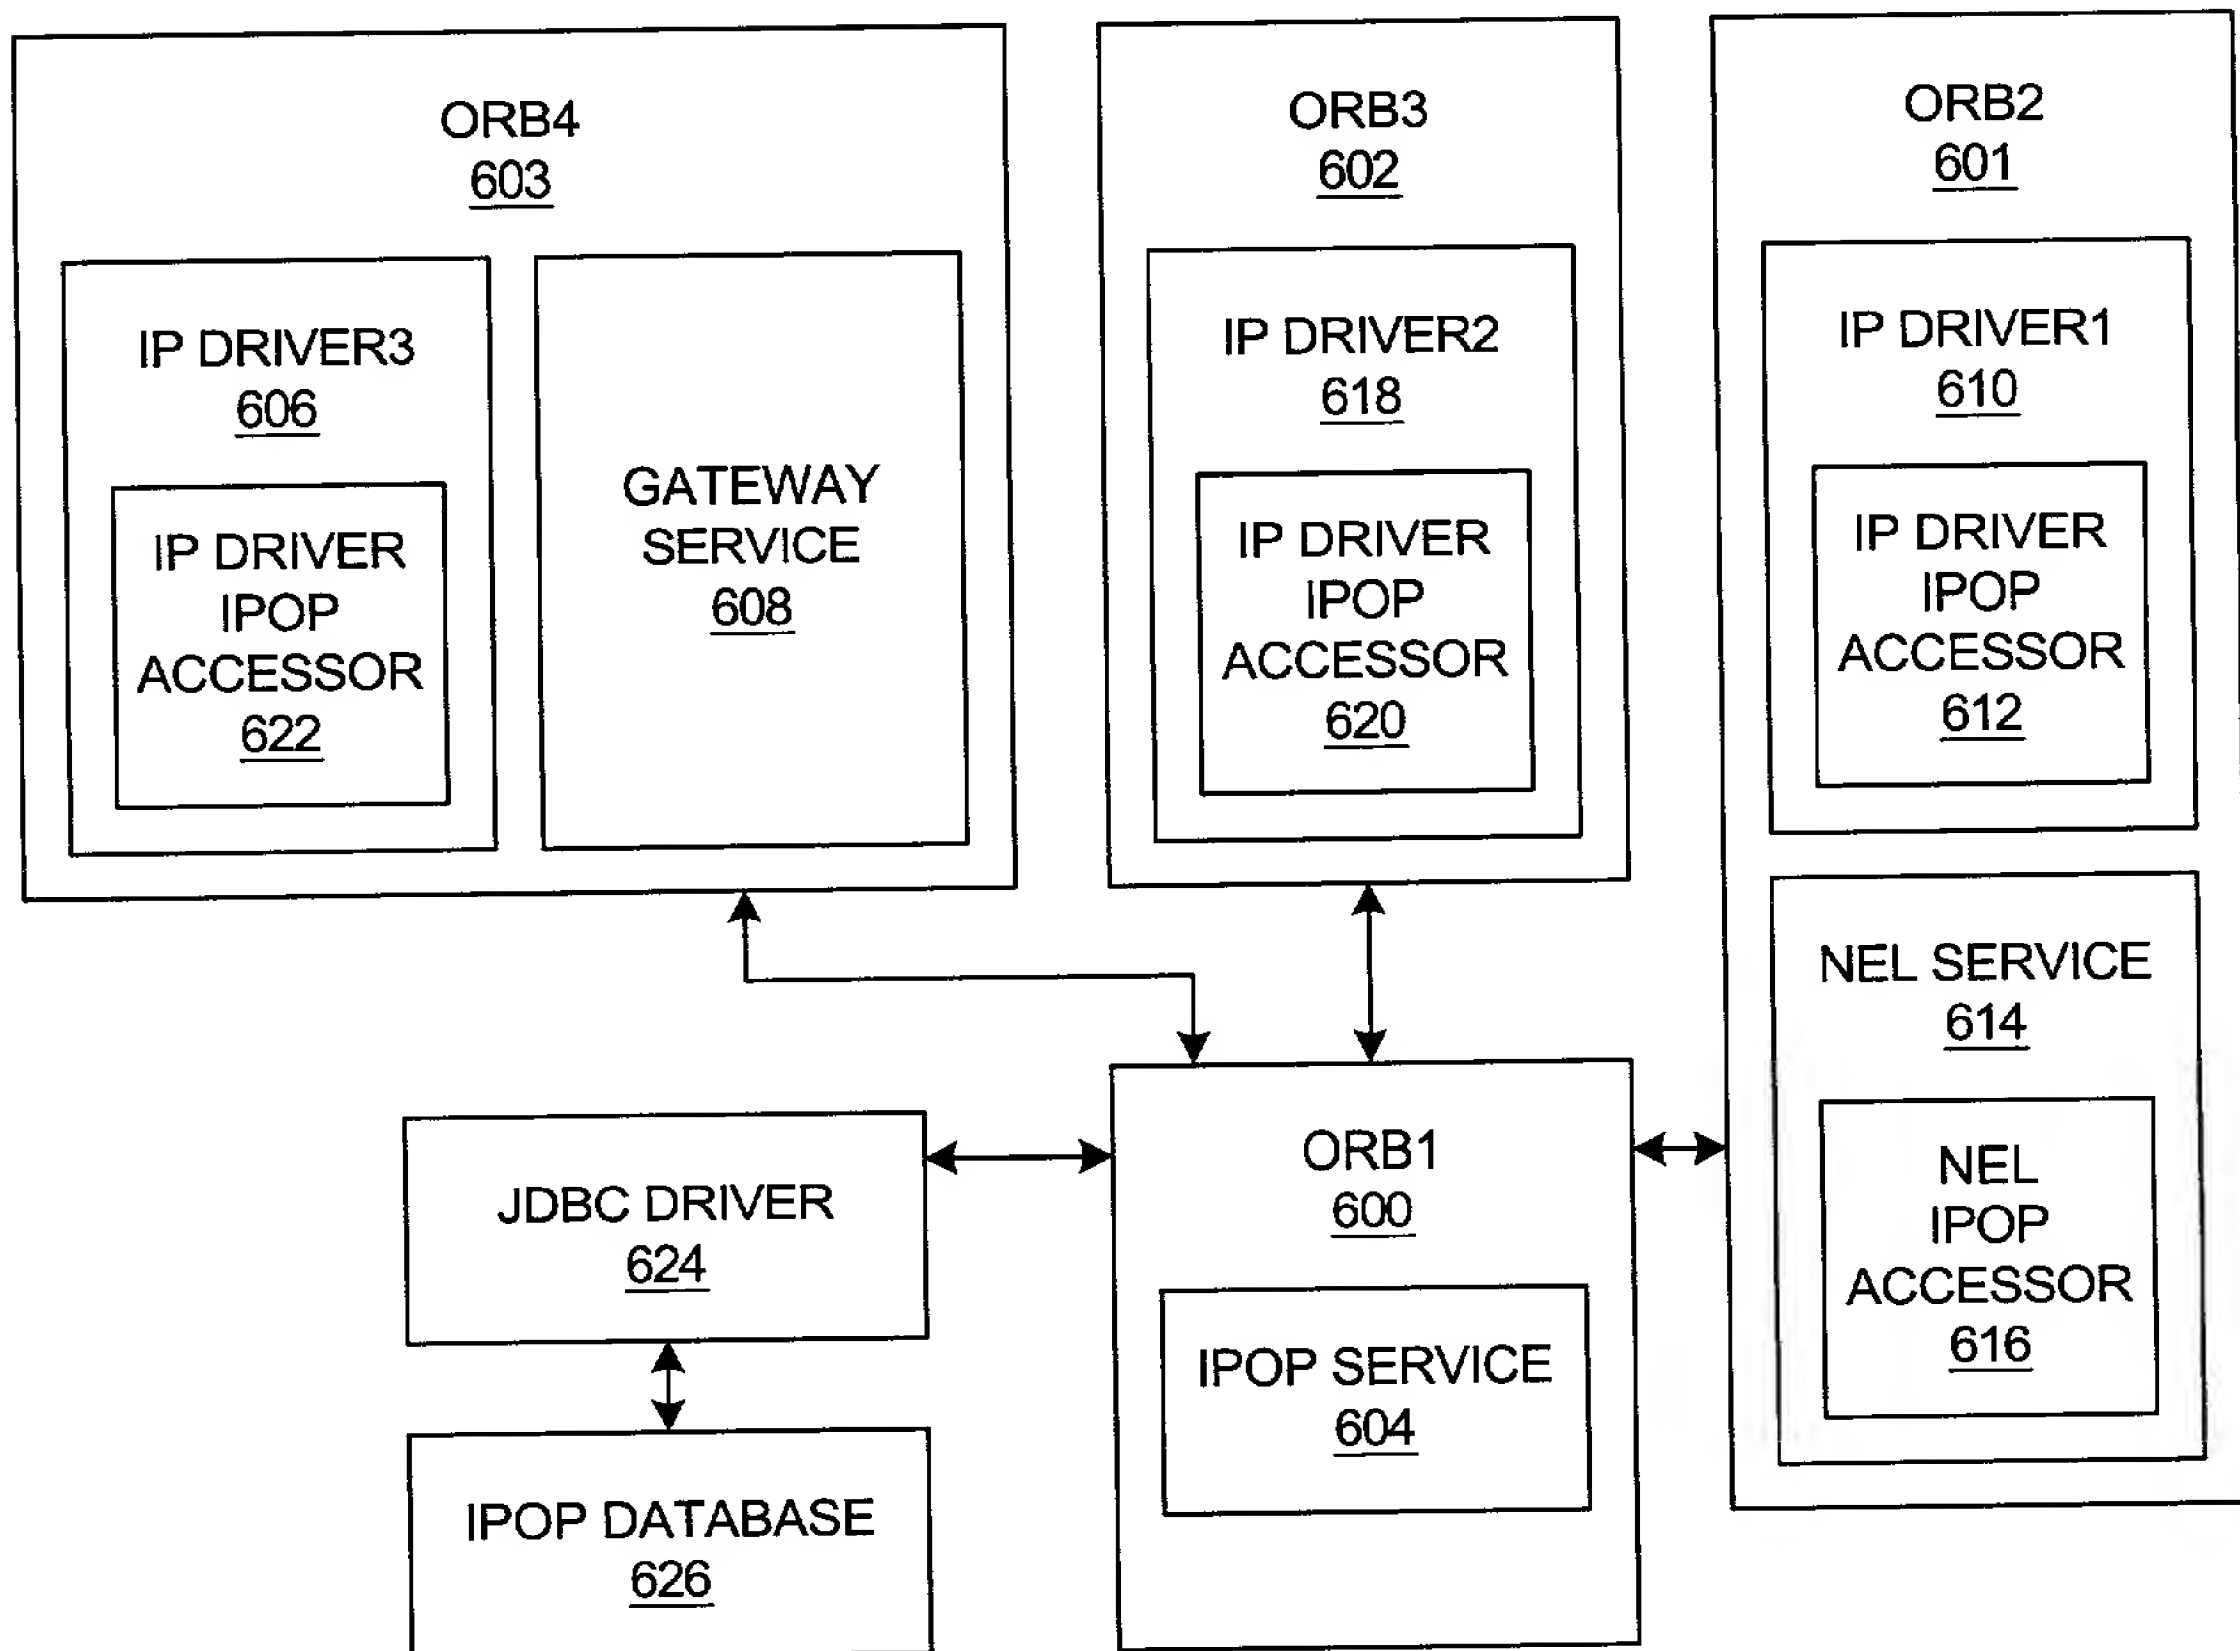 ORB4
603
IP DRIVER3
606
IP DRIVER
IPOP
ACCESSOR
622
GATEWAY
SERVICE
608
ORB3
602
IP DRIVER2
618
IP DRIVER
IPOP
ACCESSOR
620
ORB2
601
IP DRIVER1
610
IP DRIVER
IPOP
ACCESSOR
612
NEL SERVICE
614
NEL
IPOP
ACCESSOR
616
JDBC DRIVER
624
ORB1
600
IPOP SERVICE
604
IPOP DATABASE
626